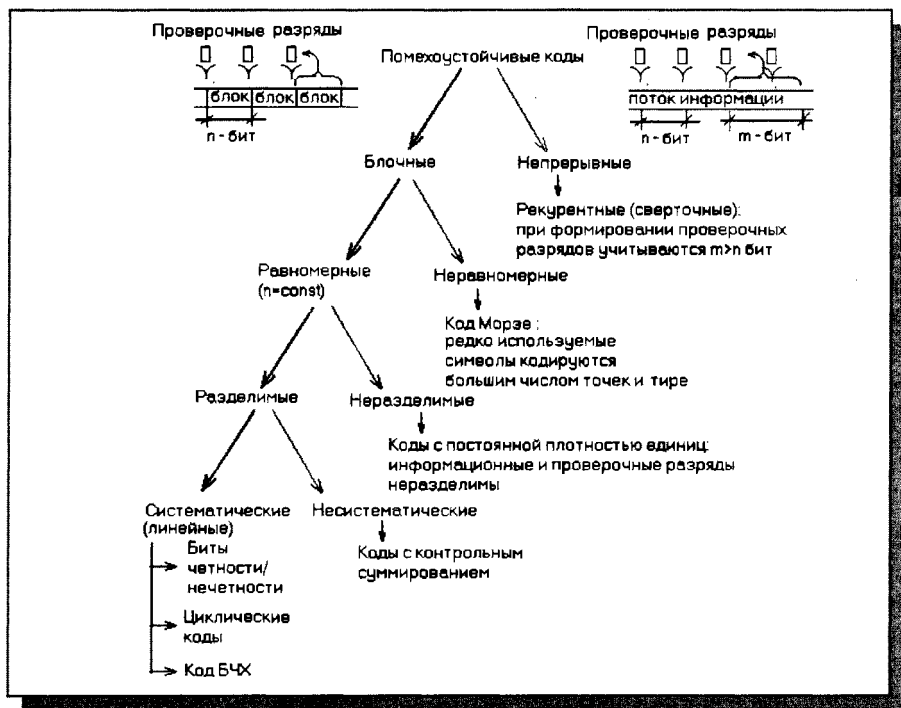 Проверочные разряды
блок блок блок
n - бит
Помехоустойчивые коды
Проверочные разряды
поток информации
n - бит m - бит
Блочные
Непрерывные
Рекурентные (сверточные):
при формировании проверочных
разрядов учитываются m>n бит
Равномерные
(n=const)
Неравномерные
Код Морзе :
редко используемые
символы кодируются
большим числом точек и тире
Разделимые
Неразделимые
Коды с постоянной плотностью единиц:
информационные и проверочные разряды
неразделимы
Систематические
(линейные)
Несистематические
Коды с контрольным
суммированием
Биты
четности/
нечетности
Циклические
коды
Код БЧХ